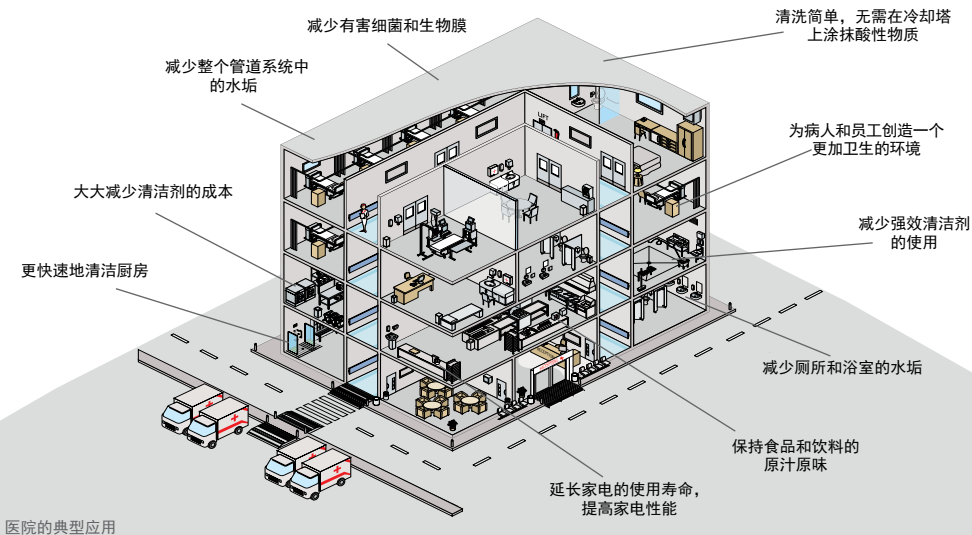 减少有害细菌和生物膜
清洗简单，无需在冷却塔
上涂抹酸性物质
减少整个管道系统中
的水垢
为病人和员工创造一个
更加卫生的环境
大大减少清洁剂的成本
减少强效清洁剂
的使用
更快速地清洁厨房
LIFT
减少厕所和浴室的水垢
保持食品和饮料的
原汁原味
延长家电的使用寿命，
提高家电性能
医院的典型应用